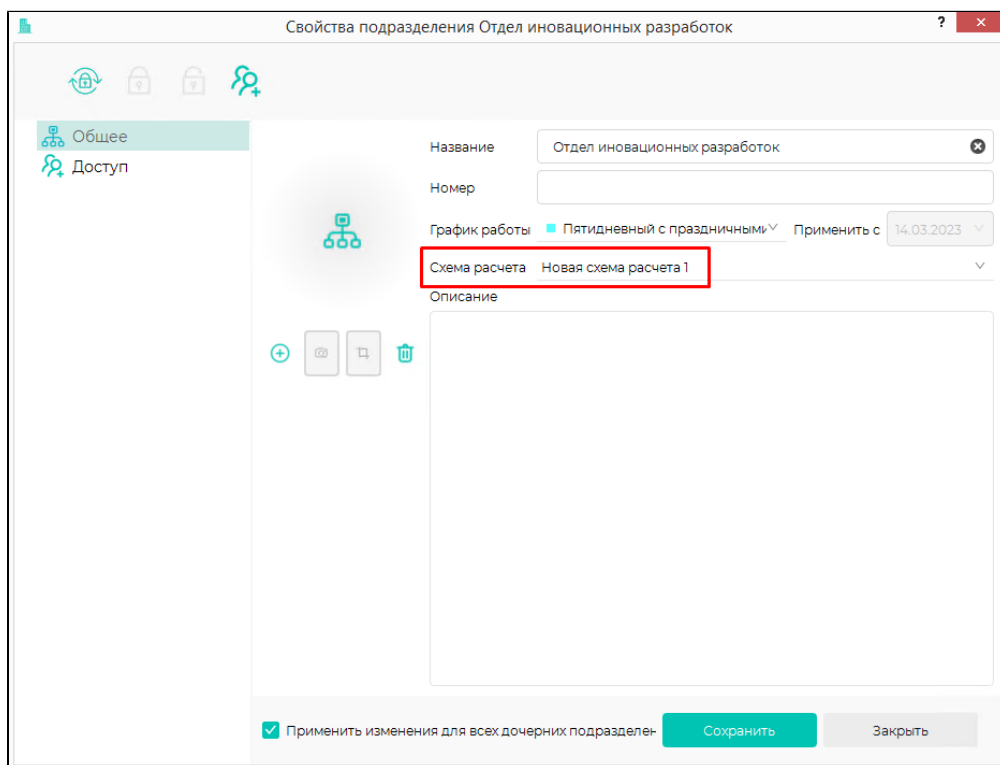 Свойства подразделения Отдел иновационных разработок ? ×
Общее
Доступ
Название Отдел иновационных разработок
Номер
График работы Пятидневный с праздничными Применить с 14.03.2023
Схема расчета Новая схема расчета 1
Описание
Применить изменения для всех дочерних подразделен Сохранить Закрыть